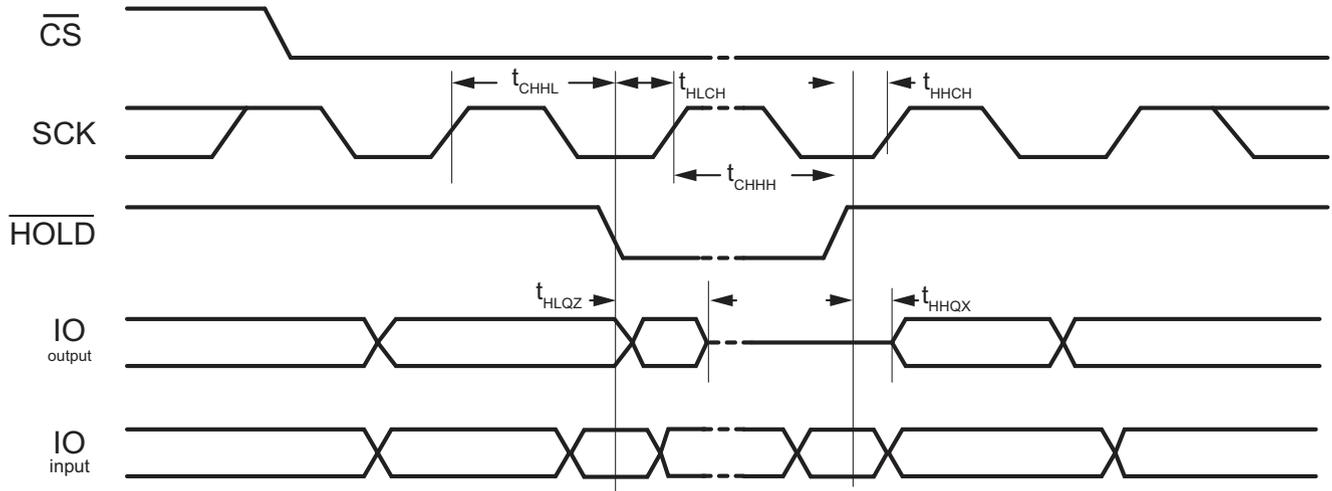 CS
tCHHL
tHLCH
tHHCH
SCK
tCHHH
HOLD
tHLQZ
tHHQX
IO
output
IO
input